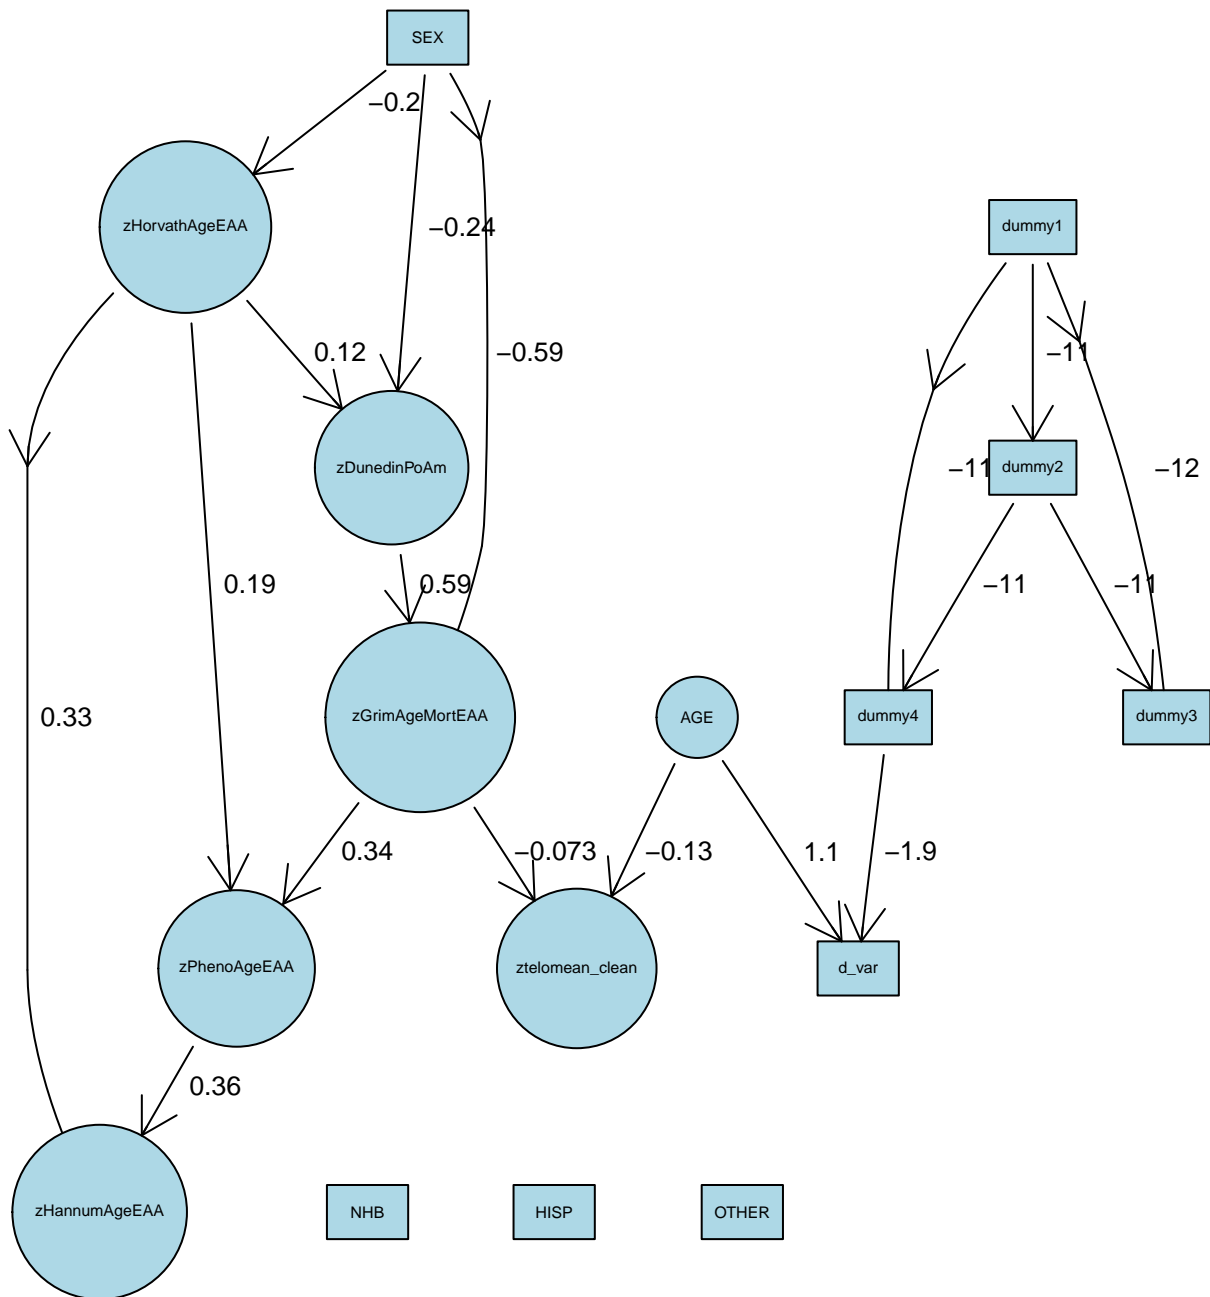 SEX
−0.2
zHorvathAgeEAA
dummy1
−0.24
0.12
−0.59
−11
zDunedinPoAm
−11
dummy2
−12
0.19
0.59
−11
−11
0.33
zGrimAgeMortEAA
AGE
dummy4
dummy3
0.34
−0.073
−0.13
1.1
−1.9
zPhenoAgeEAA
ztelomean_clean
d_var
0.36
zHannumAgeEAA
NHB
HISP
OTHER